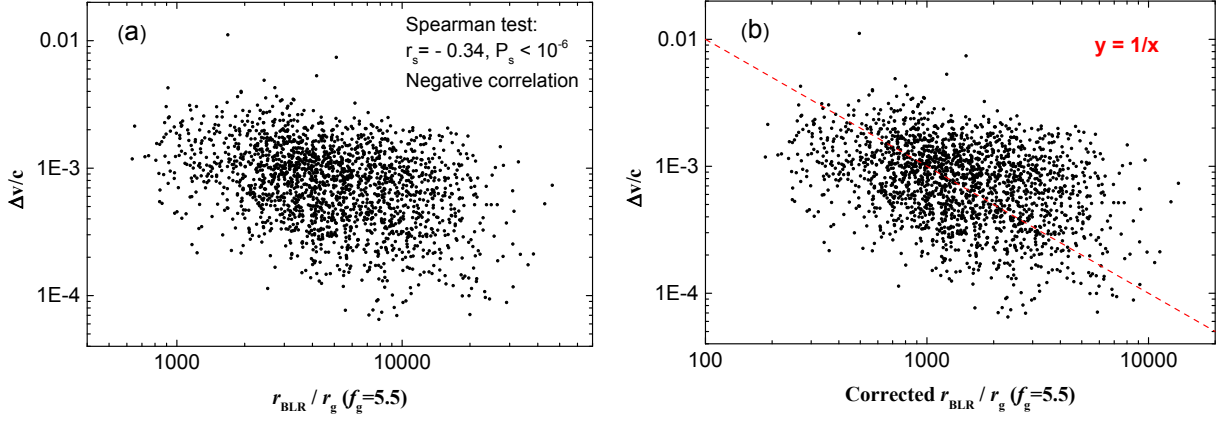 (a)
Spearman test:
r_s = - 0.34, P_s < 10^-6
Negative correlation
0.01
1E-3
1E-4
Δv/c
1000
10000
r_BLR / r_g (f_g=5.5)
(b)
y = 1/x
0.01
1E-3
1E-4
Δv/c
100
1000
10000
Corrected r_BLR / r_g (f_g=5.5)